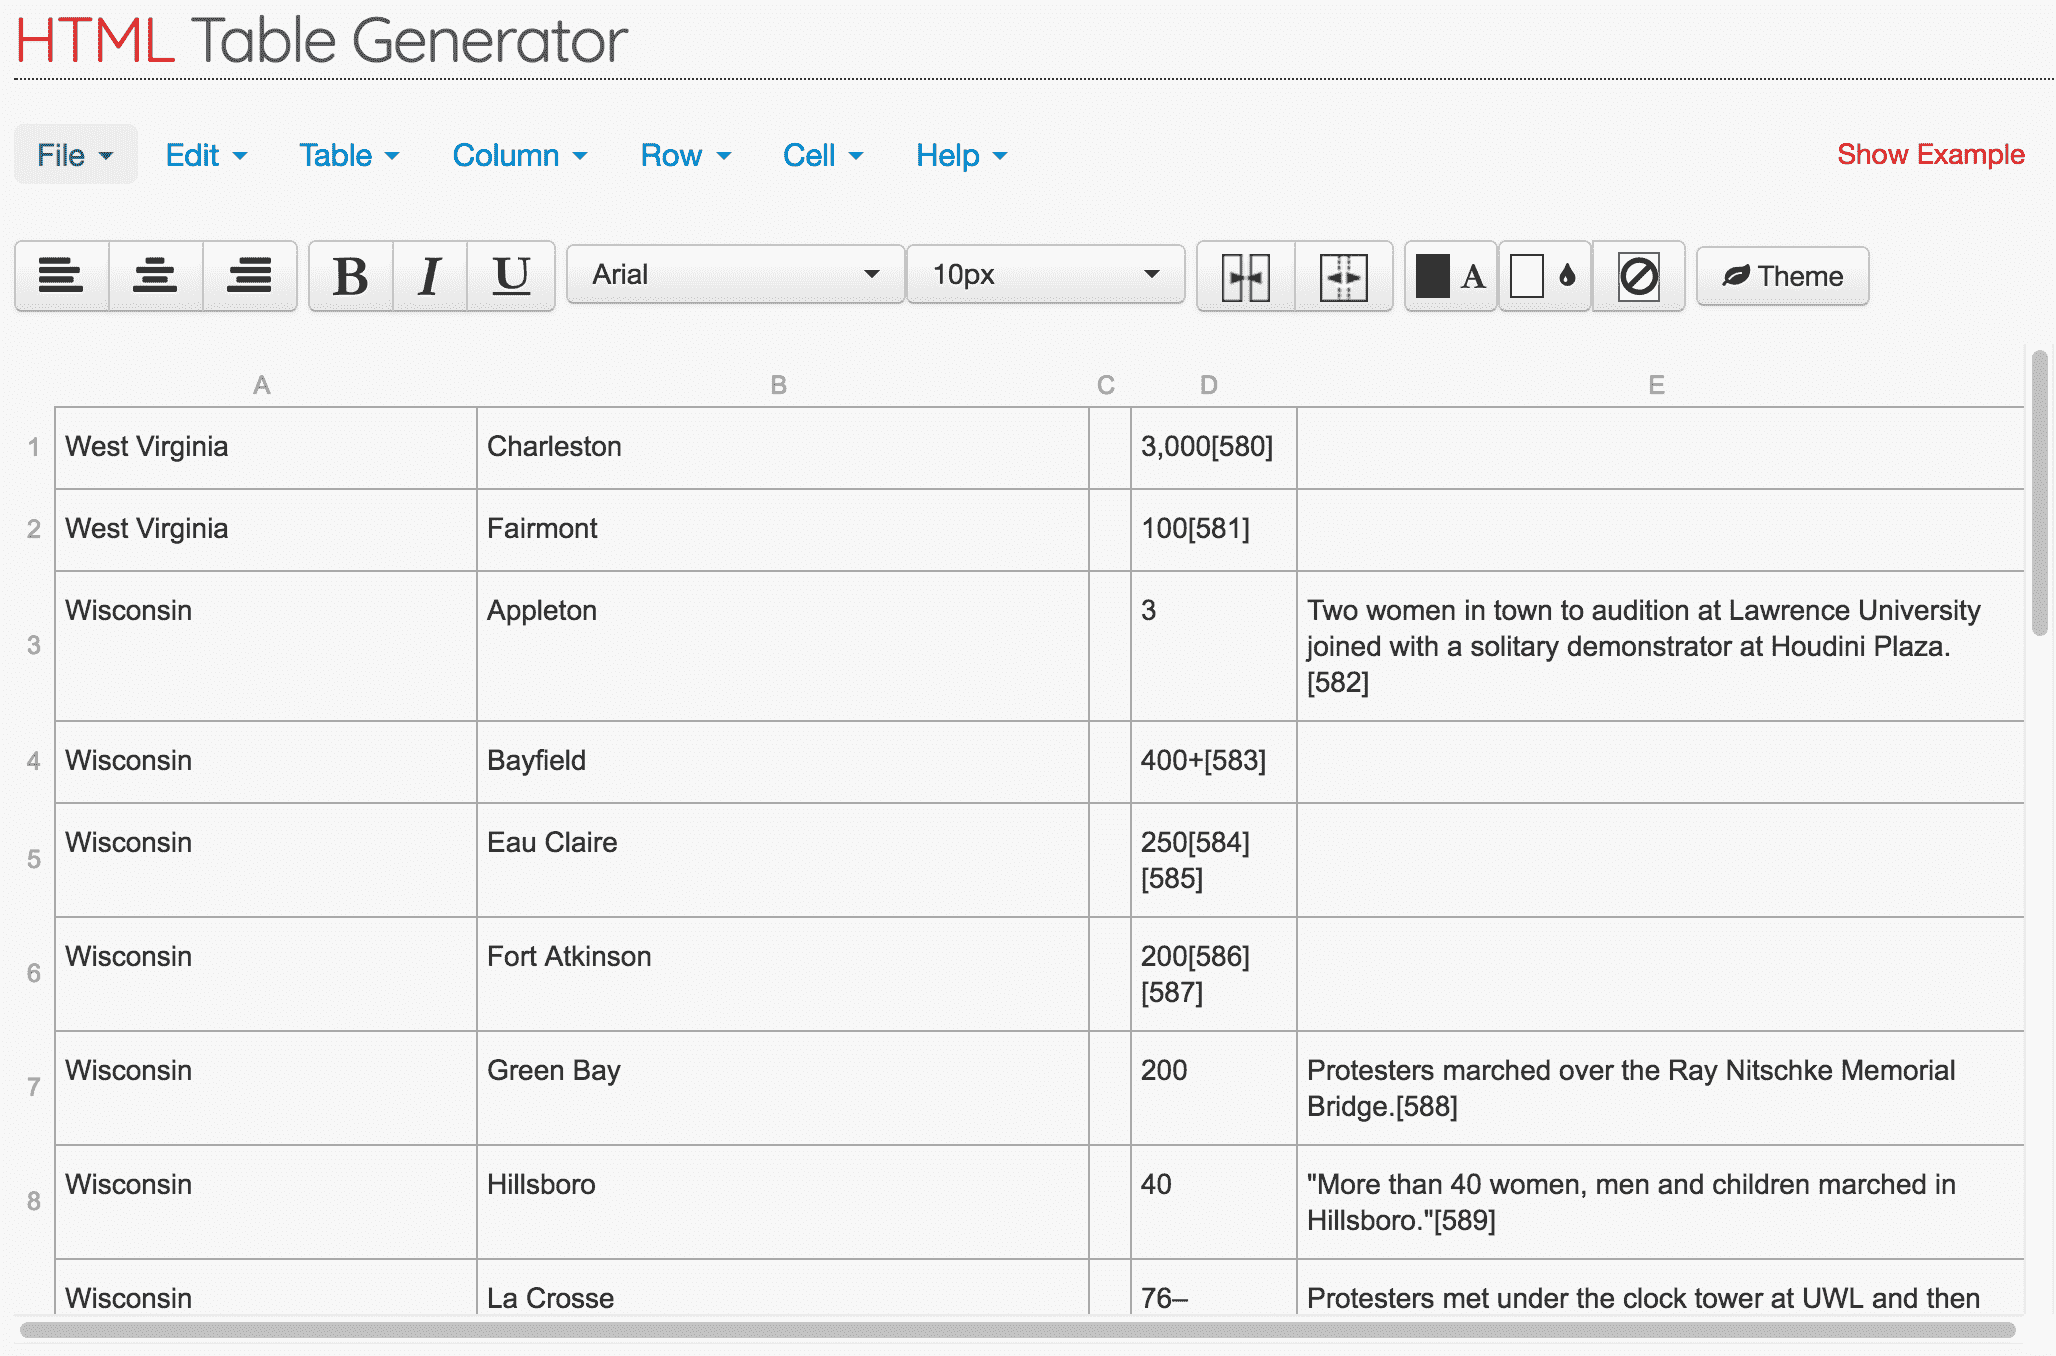 HTML Table Generator
File Edit Table Column Row Cell Help Show Example
B I U Arial 10px A Theme
A B C D E
1 West Virginia Charleston 3,000[580]
2 West Virginia Fairmont 100[581]
3 Wisconsin Appleton 3 Two women in town to audition at Lawrence University
joined with a solitary demonstrator at Houdini Plaza.
[582]
4 Wisconsin Bayfield 400+[583]
5 Wisconsin Eau Claire 250[584]
[585]
6 Wisconsin Fort Atkinson 200[586]
[587]
7 Wisconsin Green Bay 200 Protesters marched over the Ray Nitschke Memorial
Bridge.[588]
8 Wisconsin Hillsboro 40 "More than 40 women, men and children marched in
Hillsboro."[589]
Wisconsin La Crosse 76– Protesters met under the clock tower at UWL and then